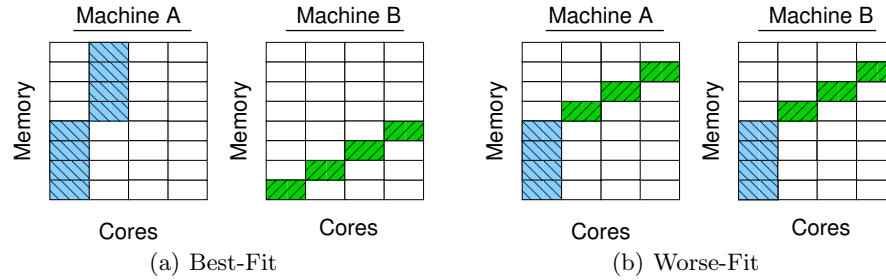 Machine A Machine B Machine A Machine B
Memory Memory Memory Memory
Cores Cores Cores Cores
(a) Best-Fit (b) Worse-Fit